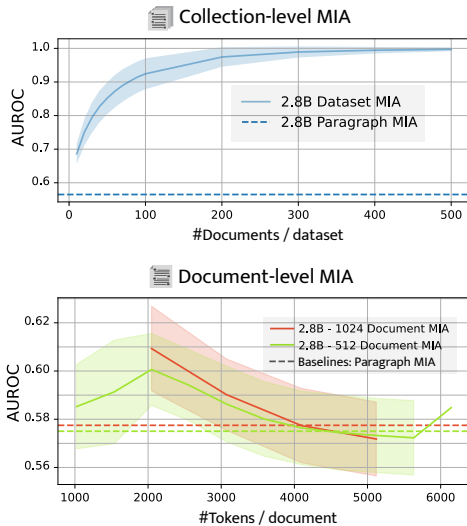 Collection-level MIA
1.0
0.9
0.8
0.7
0.6
AUROC
2.8B Dataset MIA
2.8B Paragraph MIA
0 100 200 300 400 500
#Documents / dataset
Document-level MIA
0.62
0.60
0.58
0.56
AUROC
2.8B - 1024 Document MIA
2.8B - 512 Document MIA
Baselines: Paragraph MIA
1000 2000 3000 4000 5000 6000
#Tokens / document